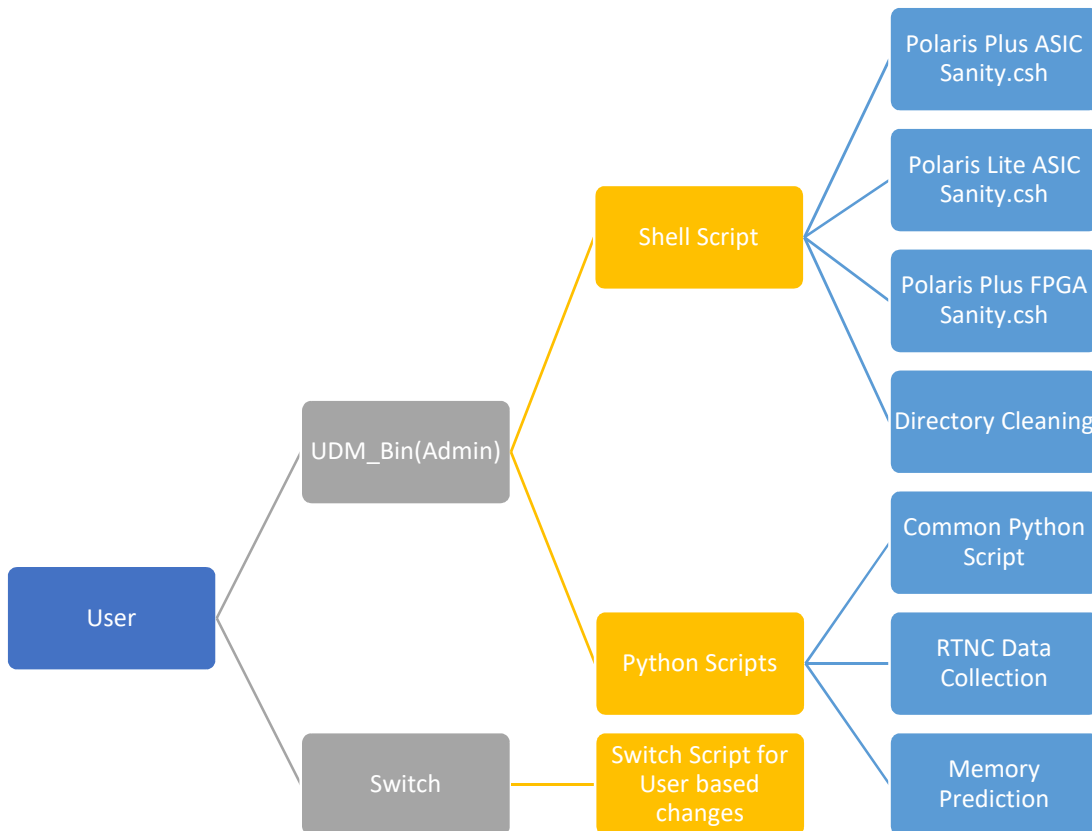 Polaris Plus ASIC
Sanity.csh
Polaris Lite ASIC
Sanity.csh
Shell Script
Polaris Plus FPGA
Sanity.csh
Directory Cleaning
UDM_Bin(Admin)
Common Python
Script
User
Python Scripts
RTNC Data
Collection
Switch
Switch Script for
User based
changes
Memory
Prediction